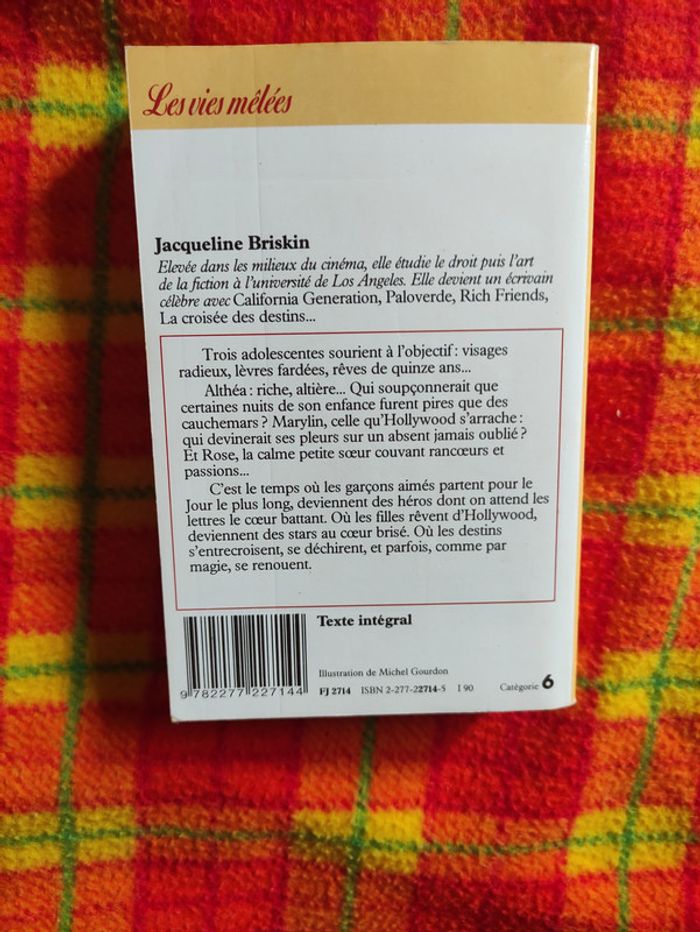 Les vies mêlées
Jacqueline Briskin
Elevée dans les milieux du cinéma, elle étudie le droit puis l'art
de la fiction à l'université de Los Angeles. Elle devient un écrivain
célèbre avec California Generation, Paloverde, Rich Friends,
La croisée des destins...
Trois adolescentes sourient à l'objectif : visages
radieux, lèvres fardées, rêves de quinze ans...
Althéa : riche, altière... Qui soupçonnerait que
certaines nuits de son enfance furent pires que des
cauchemars ? Marylin, celle qu'Hollywood s'arrache :
qui devinerait ses pleurs sur un absent jamais oublié ?
Et Rose, la calme petite sœur couvant rancœurs et
passions...
C'est le temps où les garçons aimés partent pour le
Jour le plus long, deviennent des héros dont on attend les
lettres le cœur battant. Où les filles rêvent d'Hollywood,
deviennent des stars au cœur brisé. Où les destins
s'entrecroisent, se déchirent, et parfois, comme par
magie, se renouent.
Texte intégral
Illustration de Michel Gourdon
9 782277 227144 FJ 2714 ISBN 2-277-22714-5 I 90 Catégorie 6